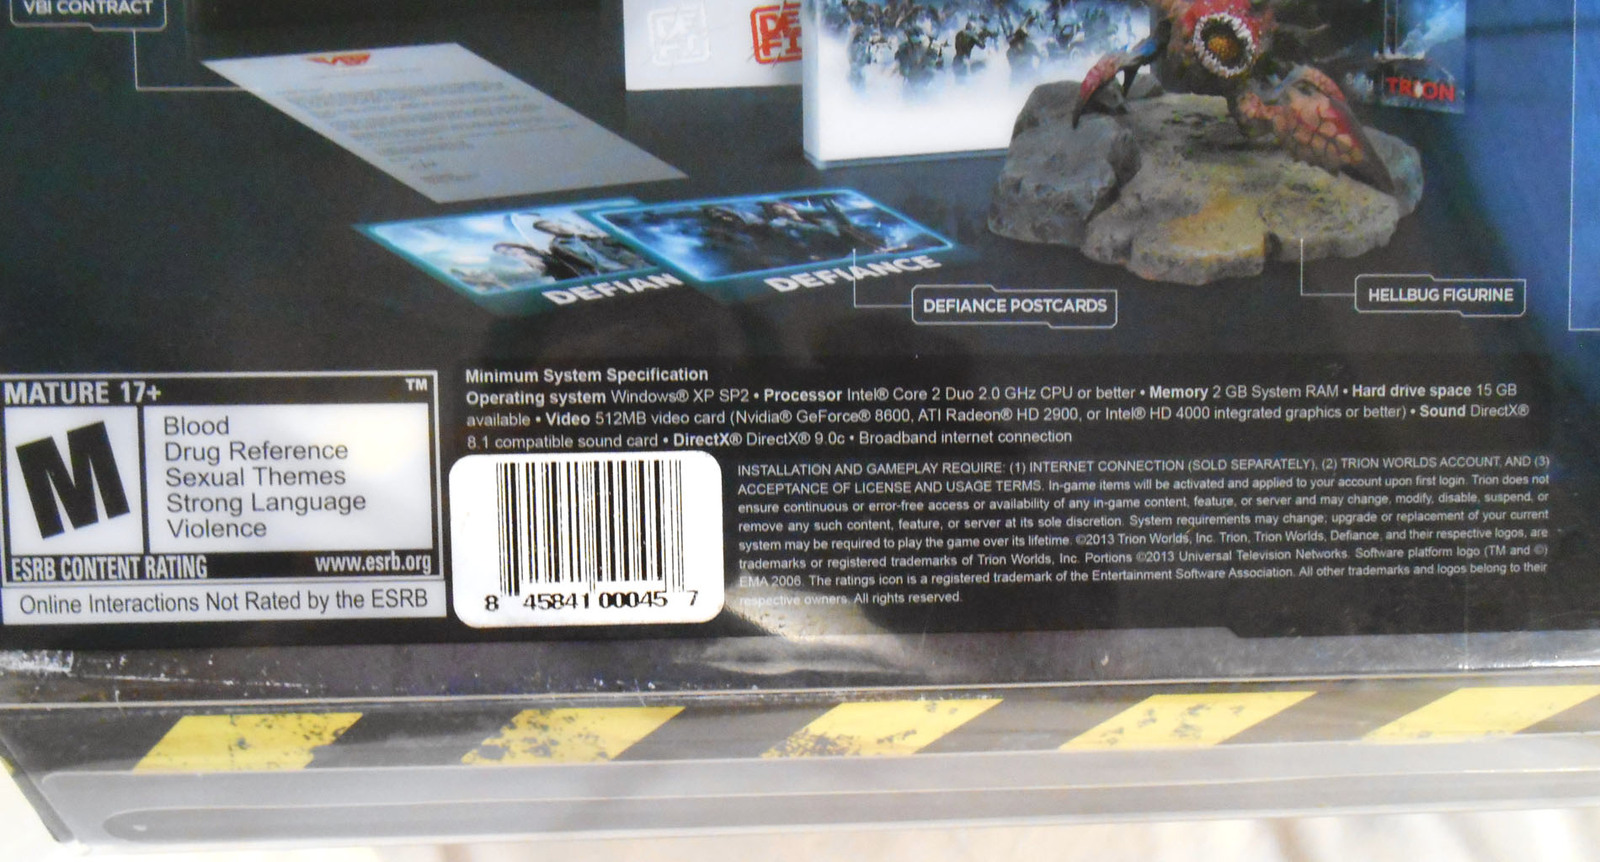 VBI CONTRACT
DE
FI
DE
FI
TRION
DEFIAN
DEFIANCE
DEFIANCE POSTCARDS
HELLBUG FIGURINE
MATURE 17+ ™
M
Blood
Drug Reference
Sexual Themes
Strong Language
Violence
ESRB CONTENT RATING www.esrb.org
Online Interactions Not Rated by the ESRB
Minimum System Specification
Operating system Windows® XP SP2 • Processor Intel® Core 2 Duo 2.0 GHz CPU or better • Memory 2 GB System RAM • Hard drive space 15 GB
available • Video 512MB video card (Nvidia® GeForce® 8600, ATI Radeon® HD 2900, or Intel® HD 4000 integrated graphics or better) • Sound DirectX®
8.1 compatible sound card • DirectX® DirectX® 9.0c • Broadband internet connection
8 45841 00045 7
INSTALLATION AND GAMEPLAY REQUIRE: (1) INTERNET CONNECTION (SOLD SEPARATELY), (2) TRION WORLDS ACCOUNT, AND (3)
ACCEPTANCE OF LICENSE AND USAGE TERMS. In-game items will be activated and applied to your account upon first login. Trion does not
ensure continuous or error-free access or availability of any in-game content, feature, or server and may change, modify, disable, suspend, or
remove any such content, feature, or server at its sole discretion. System requirements may change; upgrade or replacement of your current
system may be required to play the game over its lifetime. ©2013 Trion Worlds, Inc. Trion, Trion Worlds, Defiance, and their respective logos, are
trademarks or registered trademarks of Trion Worlds, Inc. Portions ©2013 Universal Television Networks. Software platform logo (TM and ©)
EMA 2006. The ratings icon is a registered trademark of the Entertainment Software Association. All other trademarks and logos belong to their
respective owners. All rights reserved.